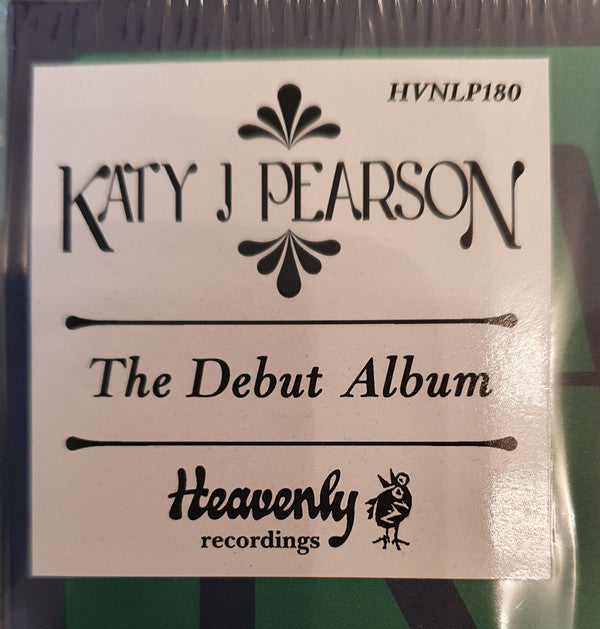 HVNLP180
KATY J PEARSON
The Debut Album
Heavenly
recordings